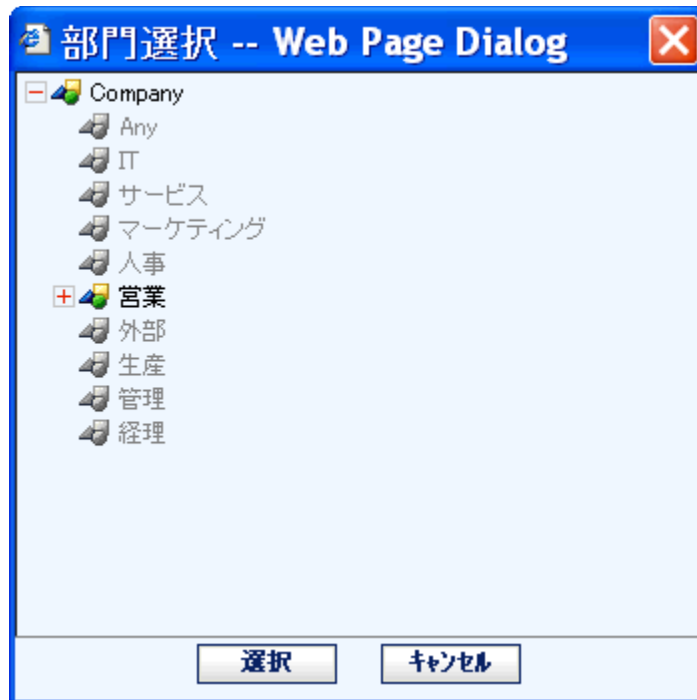 部門選択 -- Web Page Dialog
Company
Any
IT
サービス
マーケティング
人事
営業
外部
生産
管理
経理
選択 キャンセル